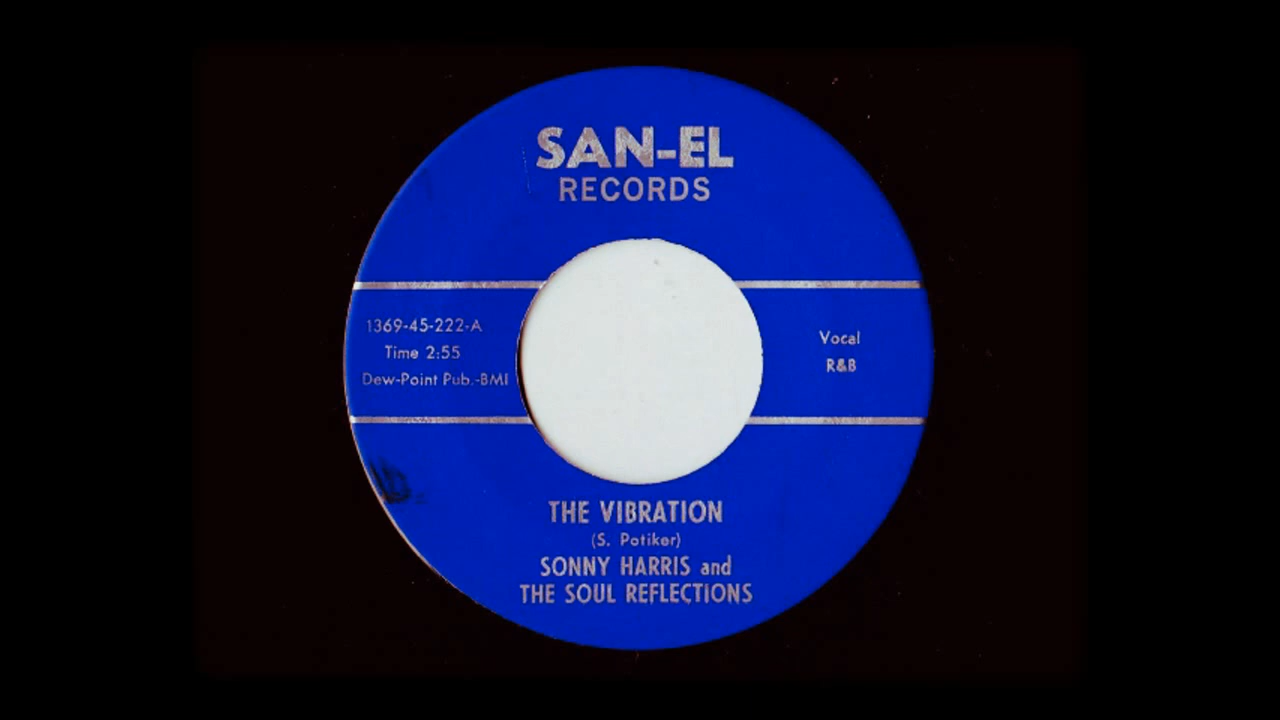 SAN-EL
RECORDS
1369-45-222-A
Time 2:55
Dew-Point Pub.-BMI
Vocal
R&B
THE VIBRATION
(S. Potiker)
SONNY HARRIS and
THE SOUL REFLECTIONS